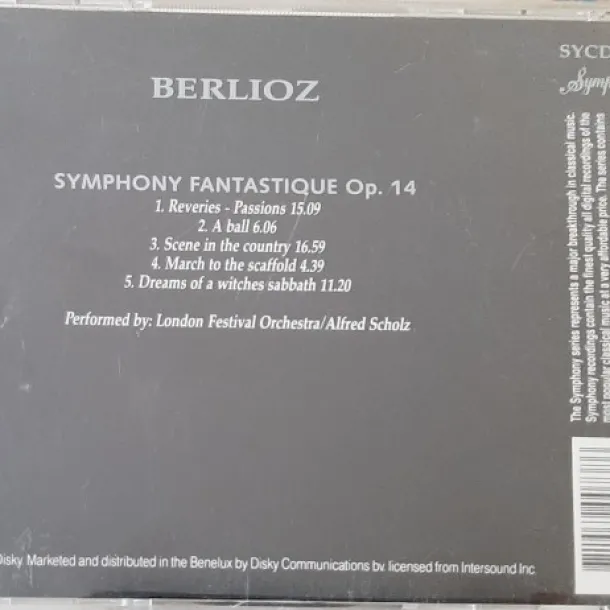 BERLIOZ
SYMPHONY FANTASTIQUE Op. 14
1. Reveries - Passions 15.09
2. A ball 6.06
3. Scene in the country 16.59
4. March to the scaffold 4.39
5. Dreams of a witches sabbath 11.20
Performed by: London Festival Orchestra/Alfred Scholz
Disky. Marketed and distributed in the Benelux by Disky Communications bv. licensed from Intersound Inc.
SYCD
Symp
The Symphony series represents a major breakthrough in classical music.
Symphony recordings contain the finest quality all digital recordings of the
most popular classical music at a very affordable price. The series contains